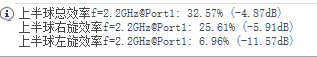 上半球总效率f=2.2GHz@Port1: 32.57% (-4.87dB)
上半球右旋效率f=2.2GHz@Port1: 25.61% (-5.91dB)
上半球左旋效率f=2.2GHz@Port1: 6.96% (-11.57dB)